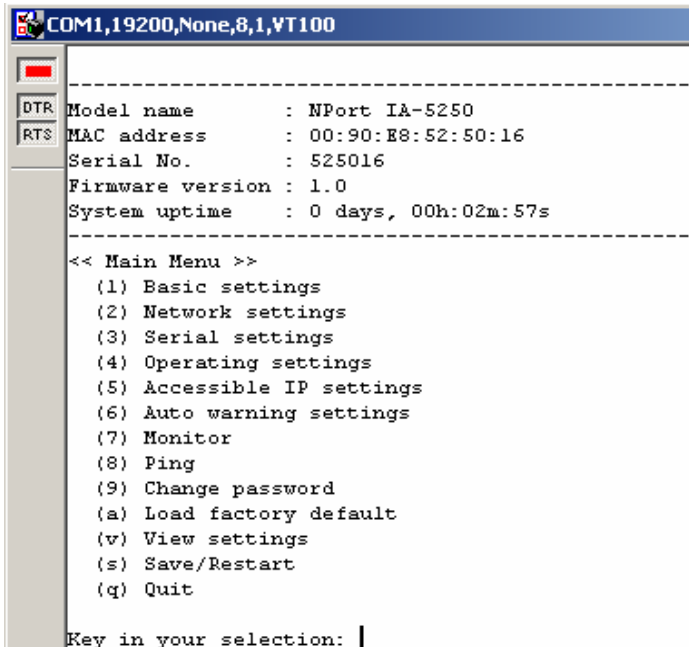 COM1,19200,None,8,1,VT100
DTR
RTS
-----------------------------------------------------
Model name       : NPort IA-5250
MAC address      : 00:90:E8:52:50:16
Serial No.       : 525016
Firmware version : 1.0
System uptime    : 0 days, 00h:02m:57s
-----------------------------------------------------
<< Main Menu >>
  (1) Basic settings
  (2) Network settings
  (3) Serial settings
  (4) Operating settings
  (5) Accessible IP settings
  (6) Auto warning settings
  (7) Monitor
  (8) Ping
  (9) Change password
  (a) Load factory default
  (v) View settings
  (s) Save/Restart
  (q) Quit
Key in your selection: